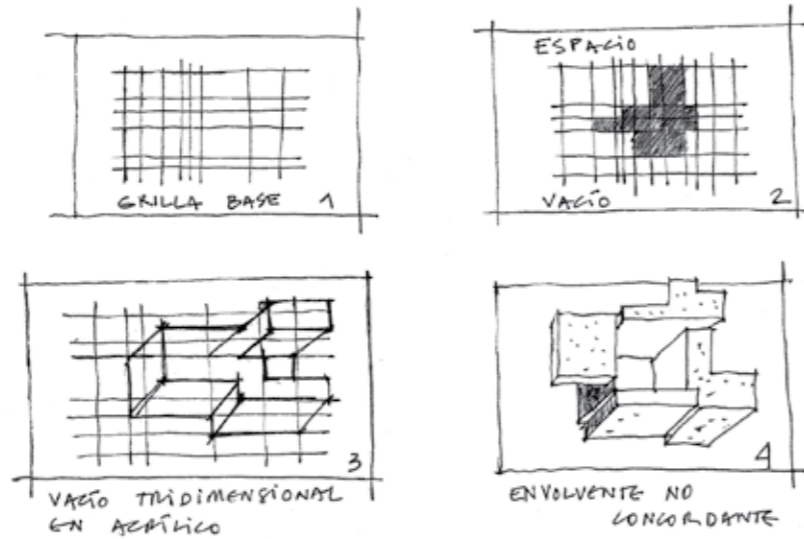 GRILLA BASE 1
ESPACIO
VACÍO 2
3
VACÍO TRIDIMENSIONAL
EN ACRÍLICO
4
ENVOLVENTE NO
CONCORDANTE